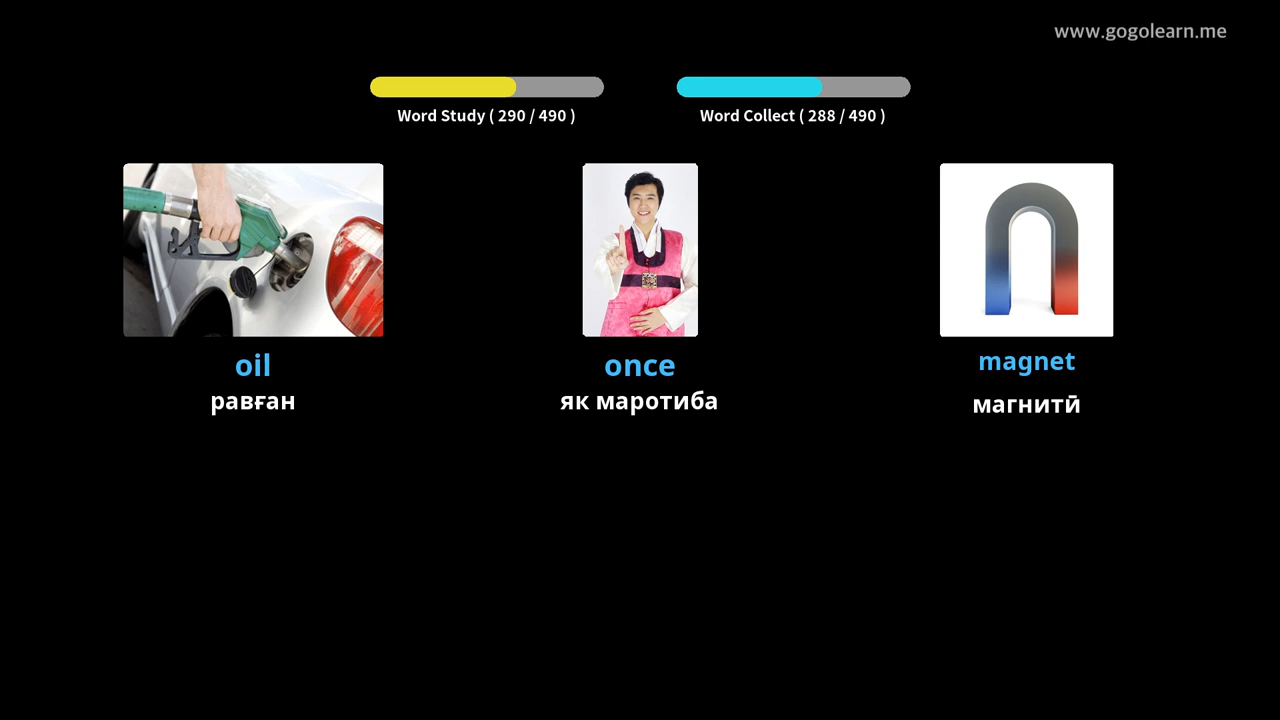 www.gogolearn.me
Word Study ( 290 / 490 )
Word Collect ( 288 / 490 )
oil
равған
once
як маротиба
magnet
магнитӣ